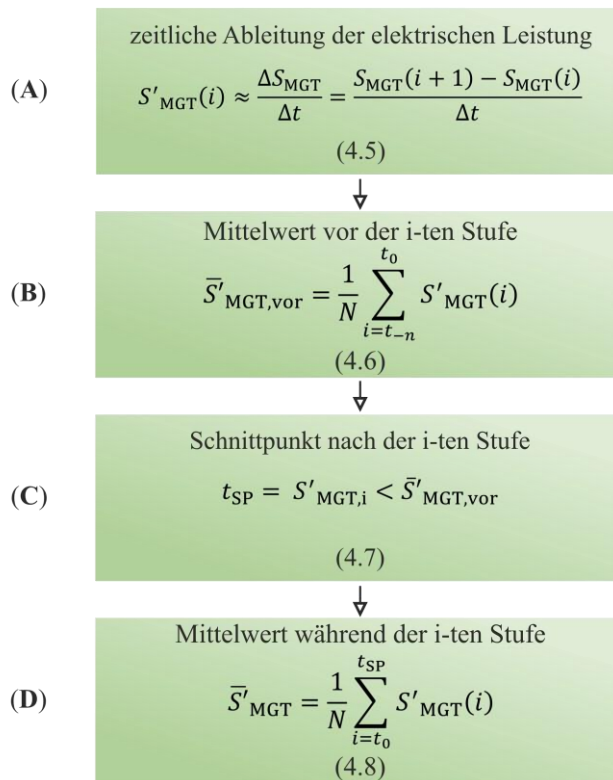 zeitliche Ableitung der elektrischen Leistung
(A) S′MGT(i) ≈ ΔSMGT/Δt = SMGT(i + 1) − SMGT(i)/Δt
(4.5)
Mittelwert vor der i-ten Stufe
(B) S̅′MGT,vor = 1/N ∑ i=t−n t0 S′MGT(i)
(4.6)
Schnittpunkt nach der i-ten Stufe
(C) tSP = S′MGT,i < S̅′MGT,vor
(4.7)
Mittelwert während der i-ten Stufe
(D) S̅′MGT = 1/N ∑ i=t0 tSP S′MGT(i)
(4.8)